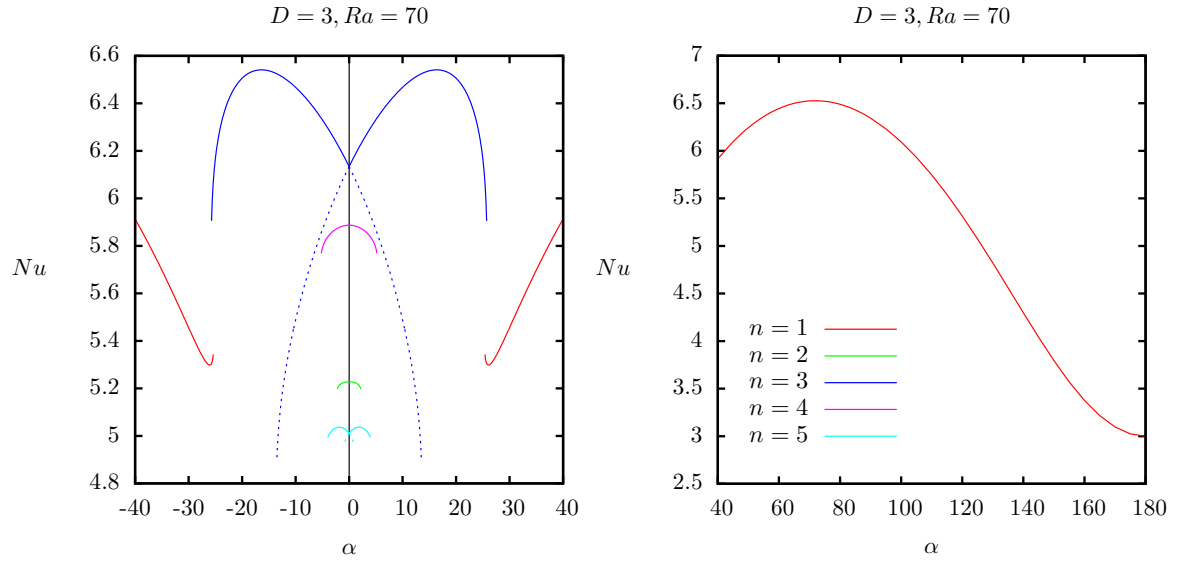 D = 3, Ra = 70
6.6
6.4
6.2
6
5.8
5.6
5.4
5.2
5
4.8
Nu
-40 -30 -20 -10 0 10 20 30 40
α
D = 3, Ra = 70
7
6.5
6
5.5
5
4.5
4
3.5
3
2.5
Nu
n = 1
n = 2
n = 3
n = 4
n = 5
40 60 80 100 120 140 160 180
α